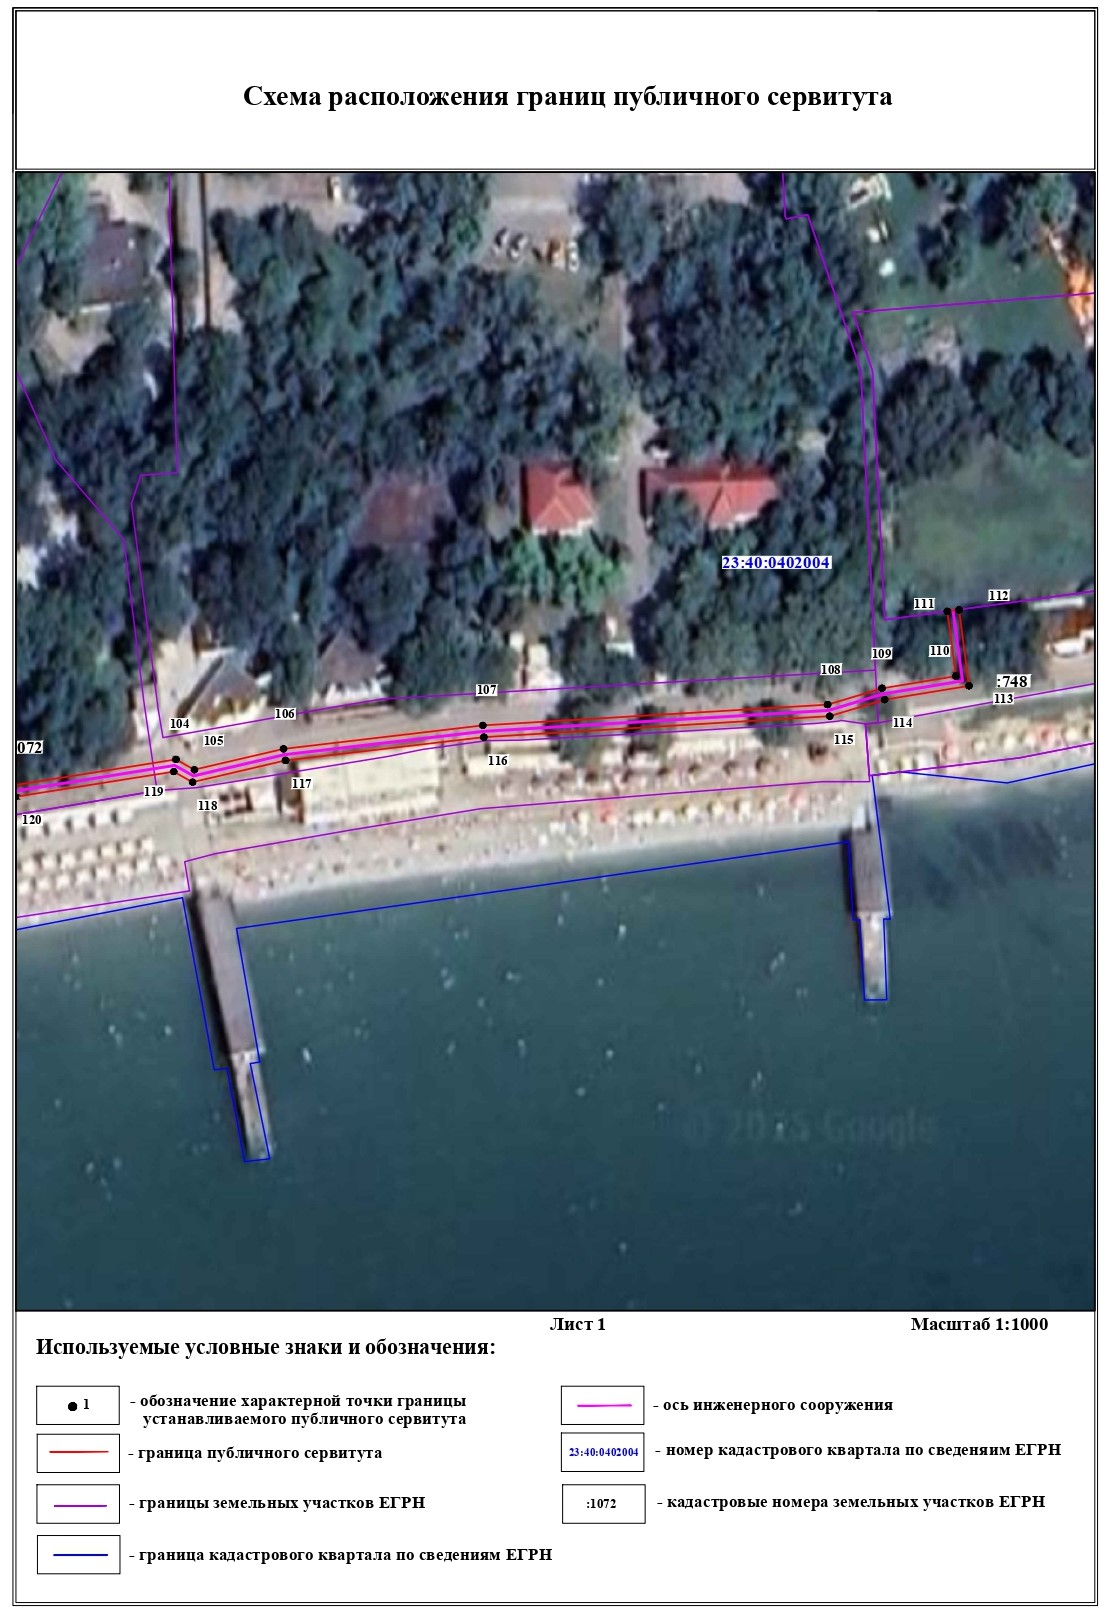 Схема расположения границ публичного сервитута
23:40:0402004
111
112
110
109
108
:748
107
113
106
114
104
105
115
072
116
117
119
118
120
© 2015 Google
Лист 1
Масштаб 1:1000
Используемые условные знаки и обозначения:
1
- обозначение характерной точки границы
устанавливаемого публичного сервитута
- граница публичного сервитута
- границы земельных участков ЕГРН
- граница кадастрового квартала по сведениям ЕГРН
- ось инженерного сооружения
23:40:0402004
- номер кадастрового квартала по сведеняим ЕГРН
:1072
- кадастровые номера земельных участков ЕГРН